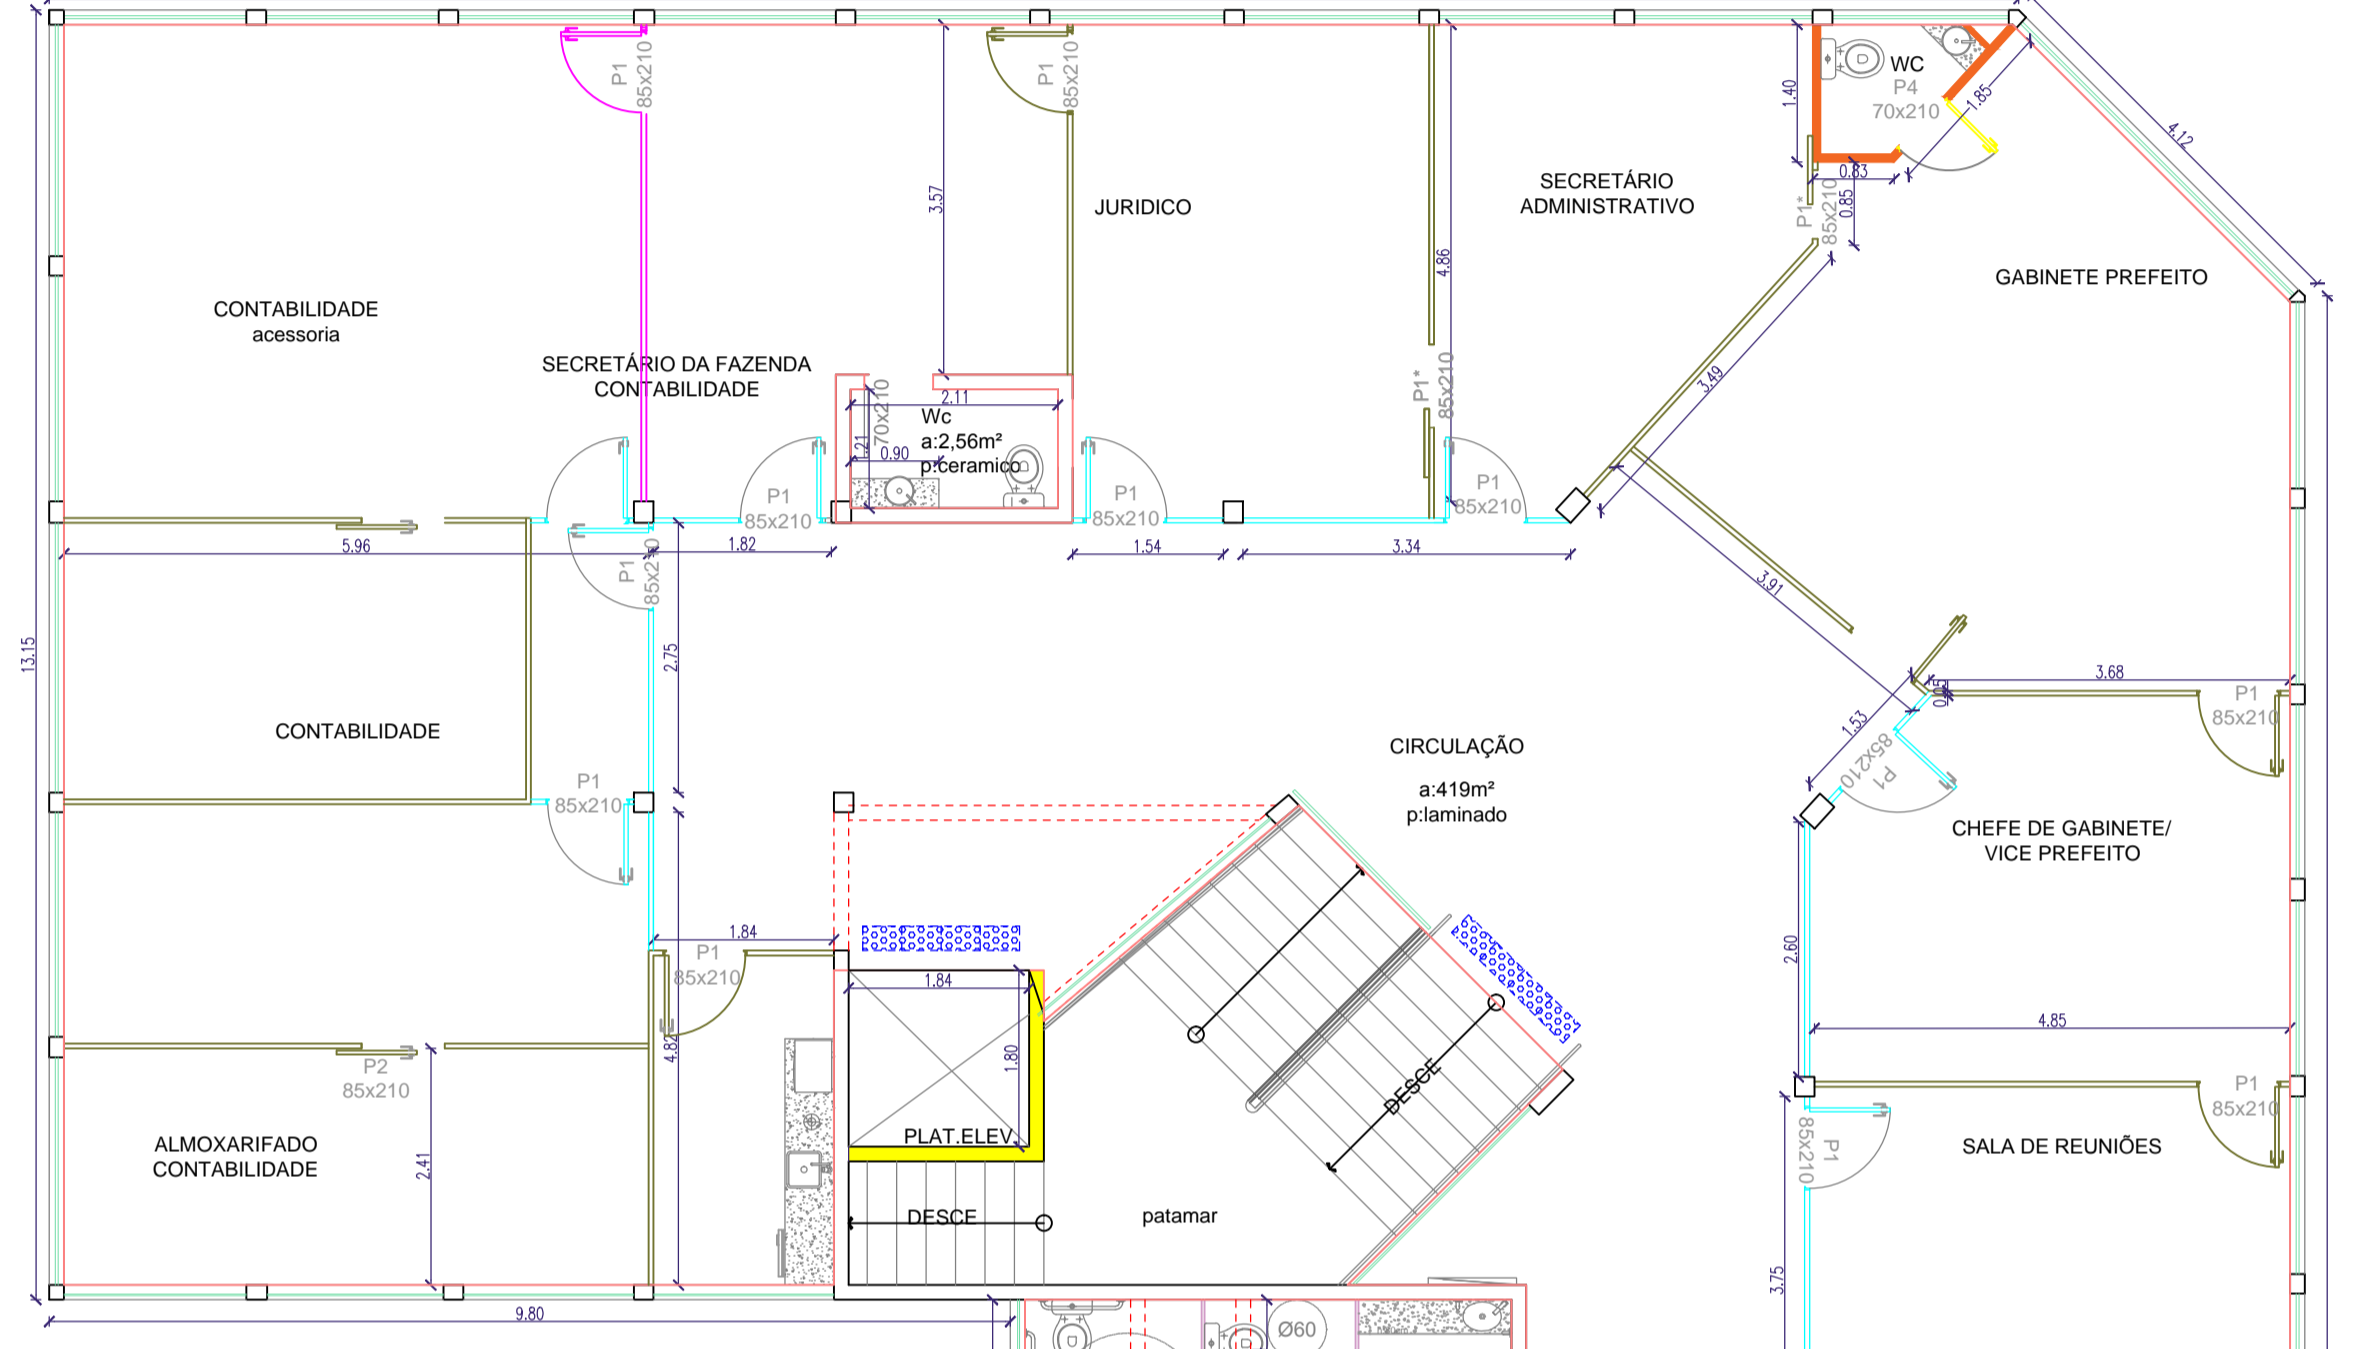 P1
85x210
P1
85x210
3.57
1.40
WC
P4
70x210
1.85
4.12
0.83
0.85
P1*
85x210
SECRETÁRIO
ADMINISTRATIVO
JURIDICO
4.86
GABINETE PREFEITO
CONTABILIDADE
acessoria
SECRETÁRIO DA FAZENDA
CONTABILIDADE
70x210
2.11
Wc
a:2,56m²
p:ceramico
0.90
P1*
85x210
3.49
P1
85x210
P1
85x210
P1
85x210
5.96
1.82
1.54
3.34
P1
85x210
3.91
13.15
2.75
3.68
0.05
P1
85x210
1.53
P1
85x210
CONTABILIDADE
CIRCULAÇÃO
a:419m²
p:laminado
P1
85x210
CHEFE DE GABINETE/
VICE PREFEITO
1.84
P1
85x210
1.84
2.60
4.85
4.82
1.80
P2
85x210
DESCE
P1
85x210
P1
85x210
ALMOXARIFADO
CONTABILIDADE
2.41
PLAT.ELEV
SALA DE REUNIÕES
DESCE
patamar
3.75
9.80
Ø60